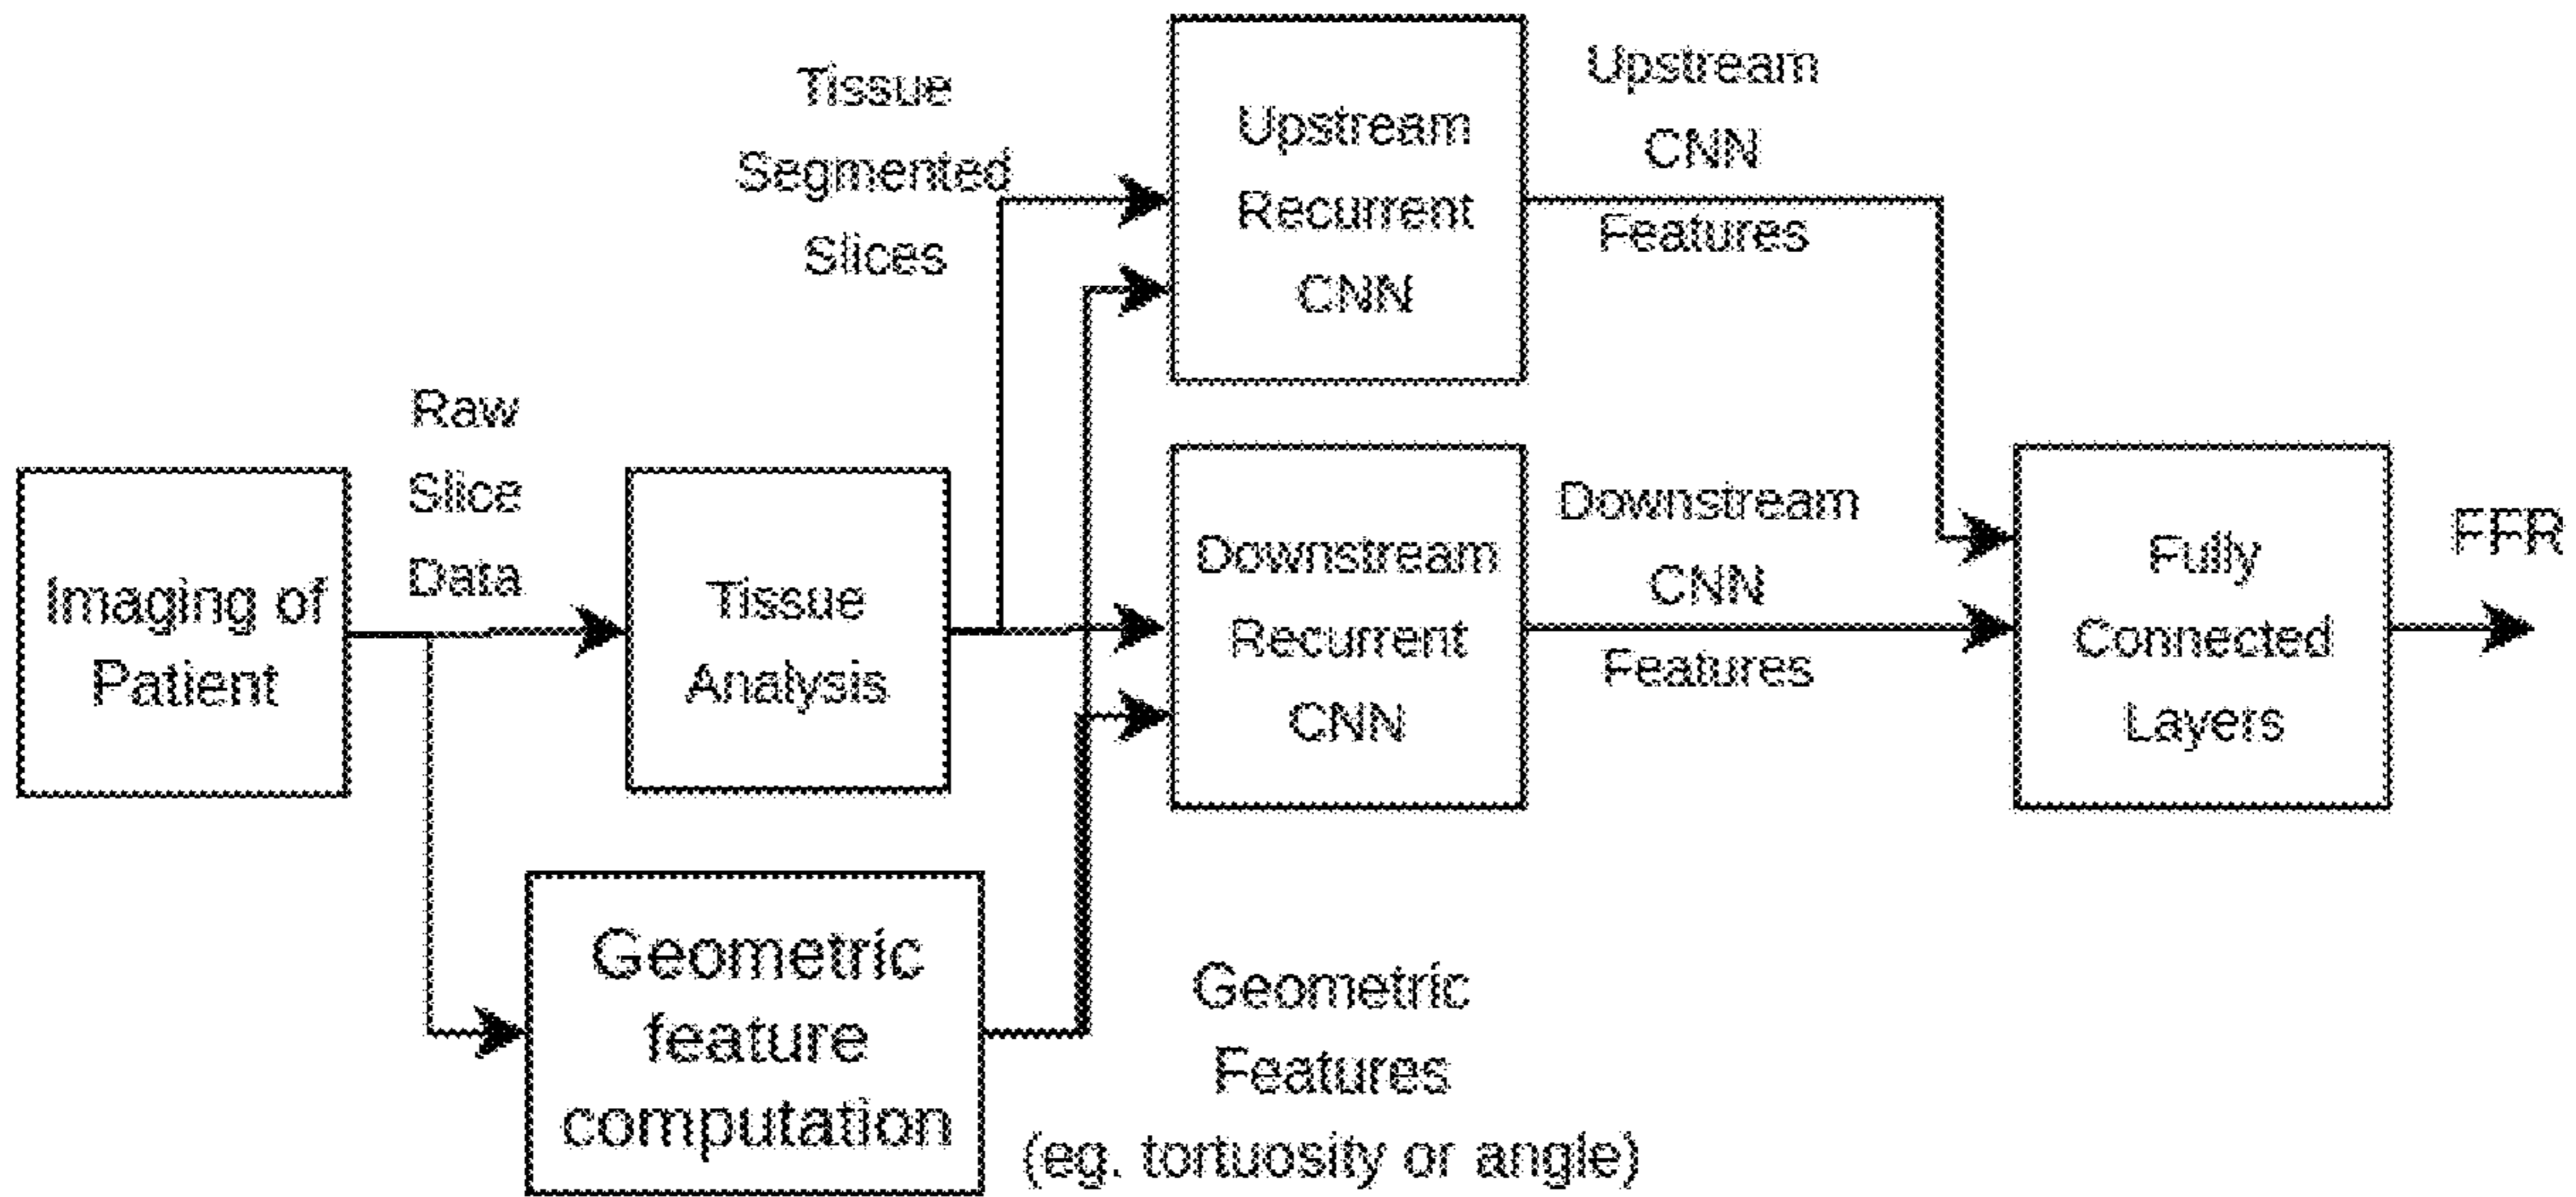 Imaging of
Patient
Raw
Slice
Data
Tissue
Analysis
Geometric
feature
computation
Tissue
Segmented
Slices
Upstream
Recurrent
CNN
Downstream
Recurrent
CNN
Geometric
Features
(eg. tortuosity or angle)
Upstream
CNN
Features
Downstream
CNN
Features
Fully
Connected
Layers
FFR